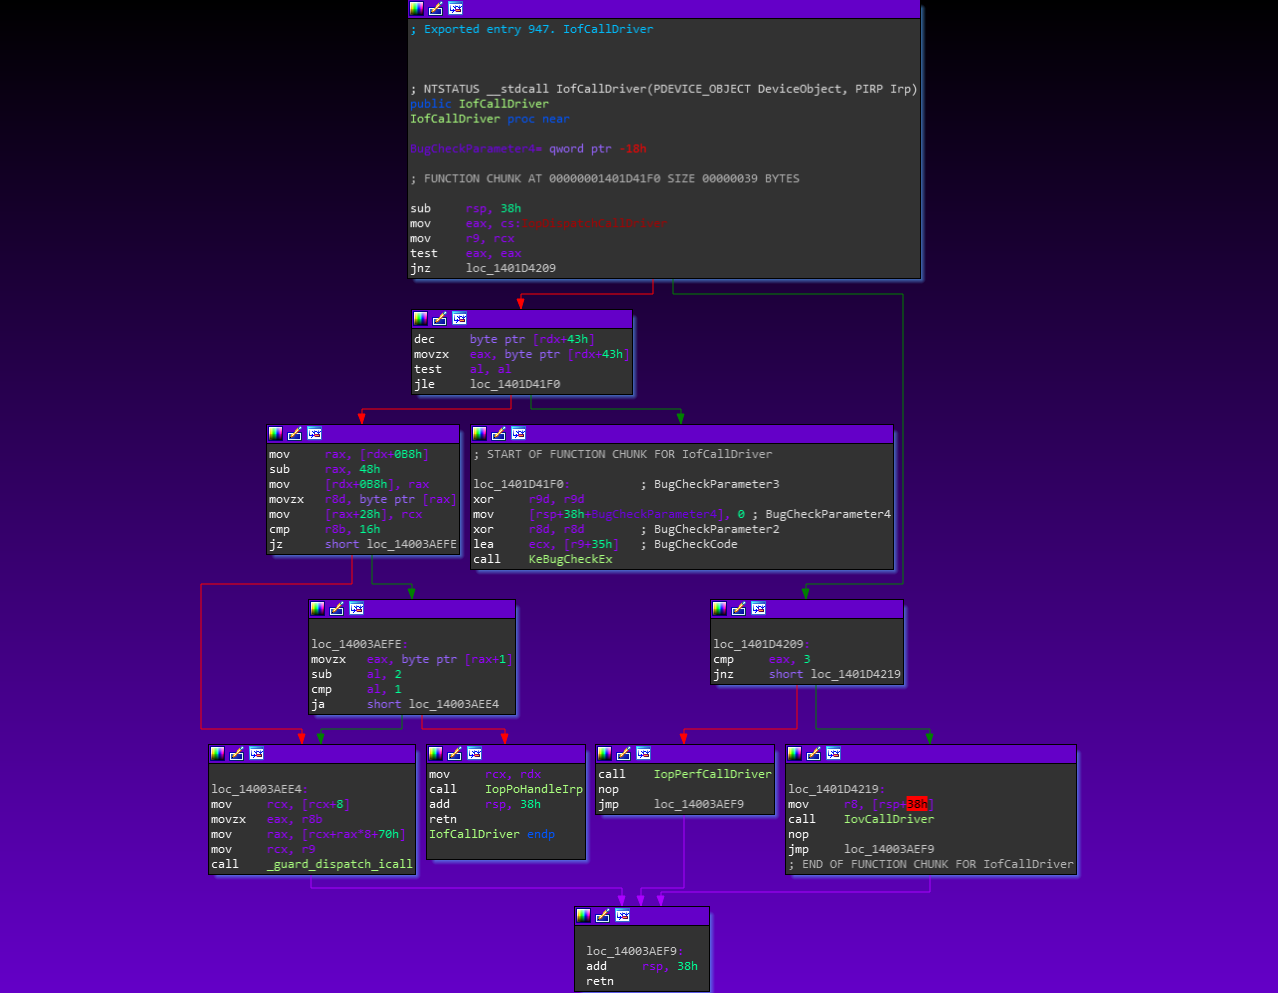 ; Exported entry 947. IofCallDriver
; NTSTATUS __stdcall IofCallDriver(PDEVICE_OBJECT DeviceObject, PIRP Irp)
public IofCallDriver
IofCallDriver proc near
BugCheckParameter4= qword ptr -18h
; FUNCTION CHUNK AT 00000001401D41F0 SIZE 00000039 BYTES
sub rsp, 38h
mov eax, cs:IopDispatchCallDriver
mov r9, rcx
test eax, eax
jnz loc_1401D4209
dec byte ptr [rdx+43h]
movzx eax, byte ptr [rdx+43h]
test al, al
jle loc_1401D41F0
mov rax, [rdx+0B8h]
sub rax, 48h
mov [rdx+0B8h], rax
movzx r8d, byte ptr [rax]
mov [rax+28h], rcx
cmp r8b, 16h
jz short loc_14003AEFE
; START OF FUNCTION CHUNK FOR IofCallDriver
loc_1401D41F0: ; BugCheckParameter3
xor r9d, r9d
mov [rsp+38h+BugCheckParameter4], 0 ; BugCheckParameter4
xor r8d, r8d ; BugCheckParameter2
lea ecx, [r9+35h] ; BugCheckCode
call KeBugCheckEx
loc_14003AEFE:
movzx eax, byte ptr [rax+1]
sub al, 2
cmp al, 1
ja short loc_14003AEE4
loc_1401D4209:
cmp eax, 3
jnz short loc_1401D4219
loc_14003AEE4:
mov rcx, [rcx+8]
movzx eax, r8b
mov rax, [rcx+rax*8+70h]
mov rcx, r9
call _guard_dispatch_icall
mov rcx, rdx
call IopPoHandleIrp
add rsp, 38h
retn
IofCallDriver endp
call IopPerfCallDriver
nop
jmp loc_14003AEF9
loc_1401D4219:
mov r8, [rsp+38h]
call IovCallDriver
nop
jmp loc_14003AEF9
; END OF FUNCTION CHUNK FOR IofCallDriver
loc_14003AEF9:
add rsp, 38h
retn